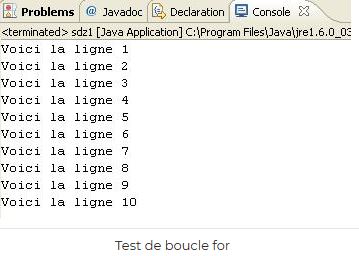 Problems @ Javadoc Declaration Console
<terminated> sdz1 [Java Application] C:\Program Files\Java\jre1.6.0_03
Voici la ligne 1
Voici la ligne 2
Voici la ligne 3
Voici la ligne 4
Voici la ligne 5
Voici la ligne 6
Voici la ligne 7
Voici la ligne 8
Voici la ligne 9
Voici la ligne 10
Test de boucle for